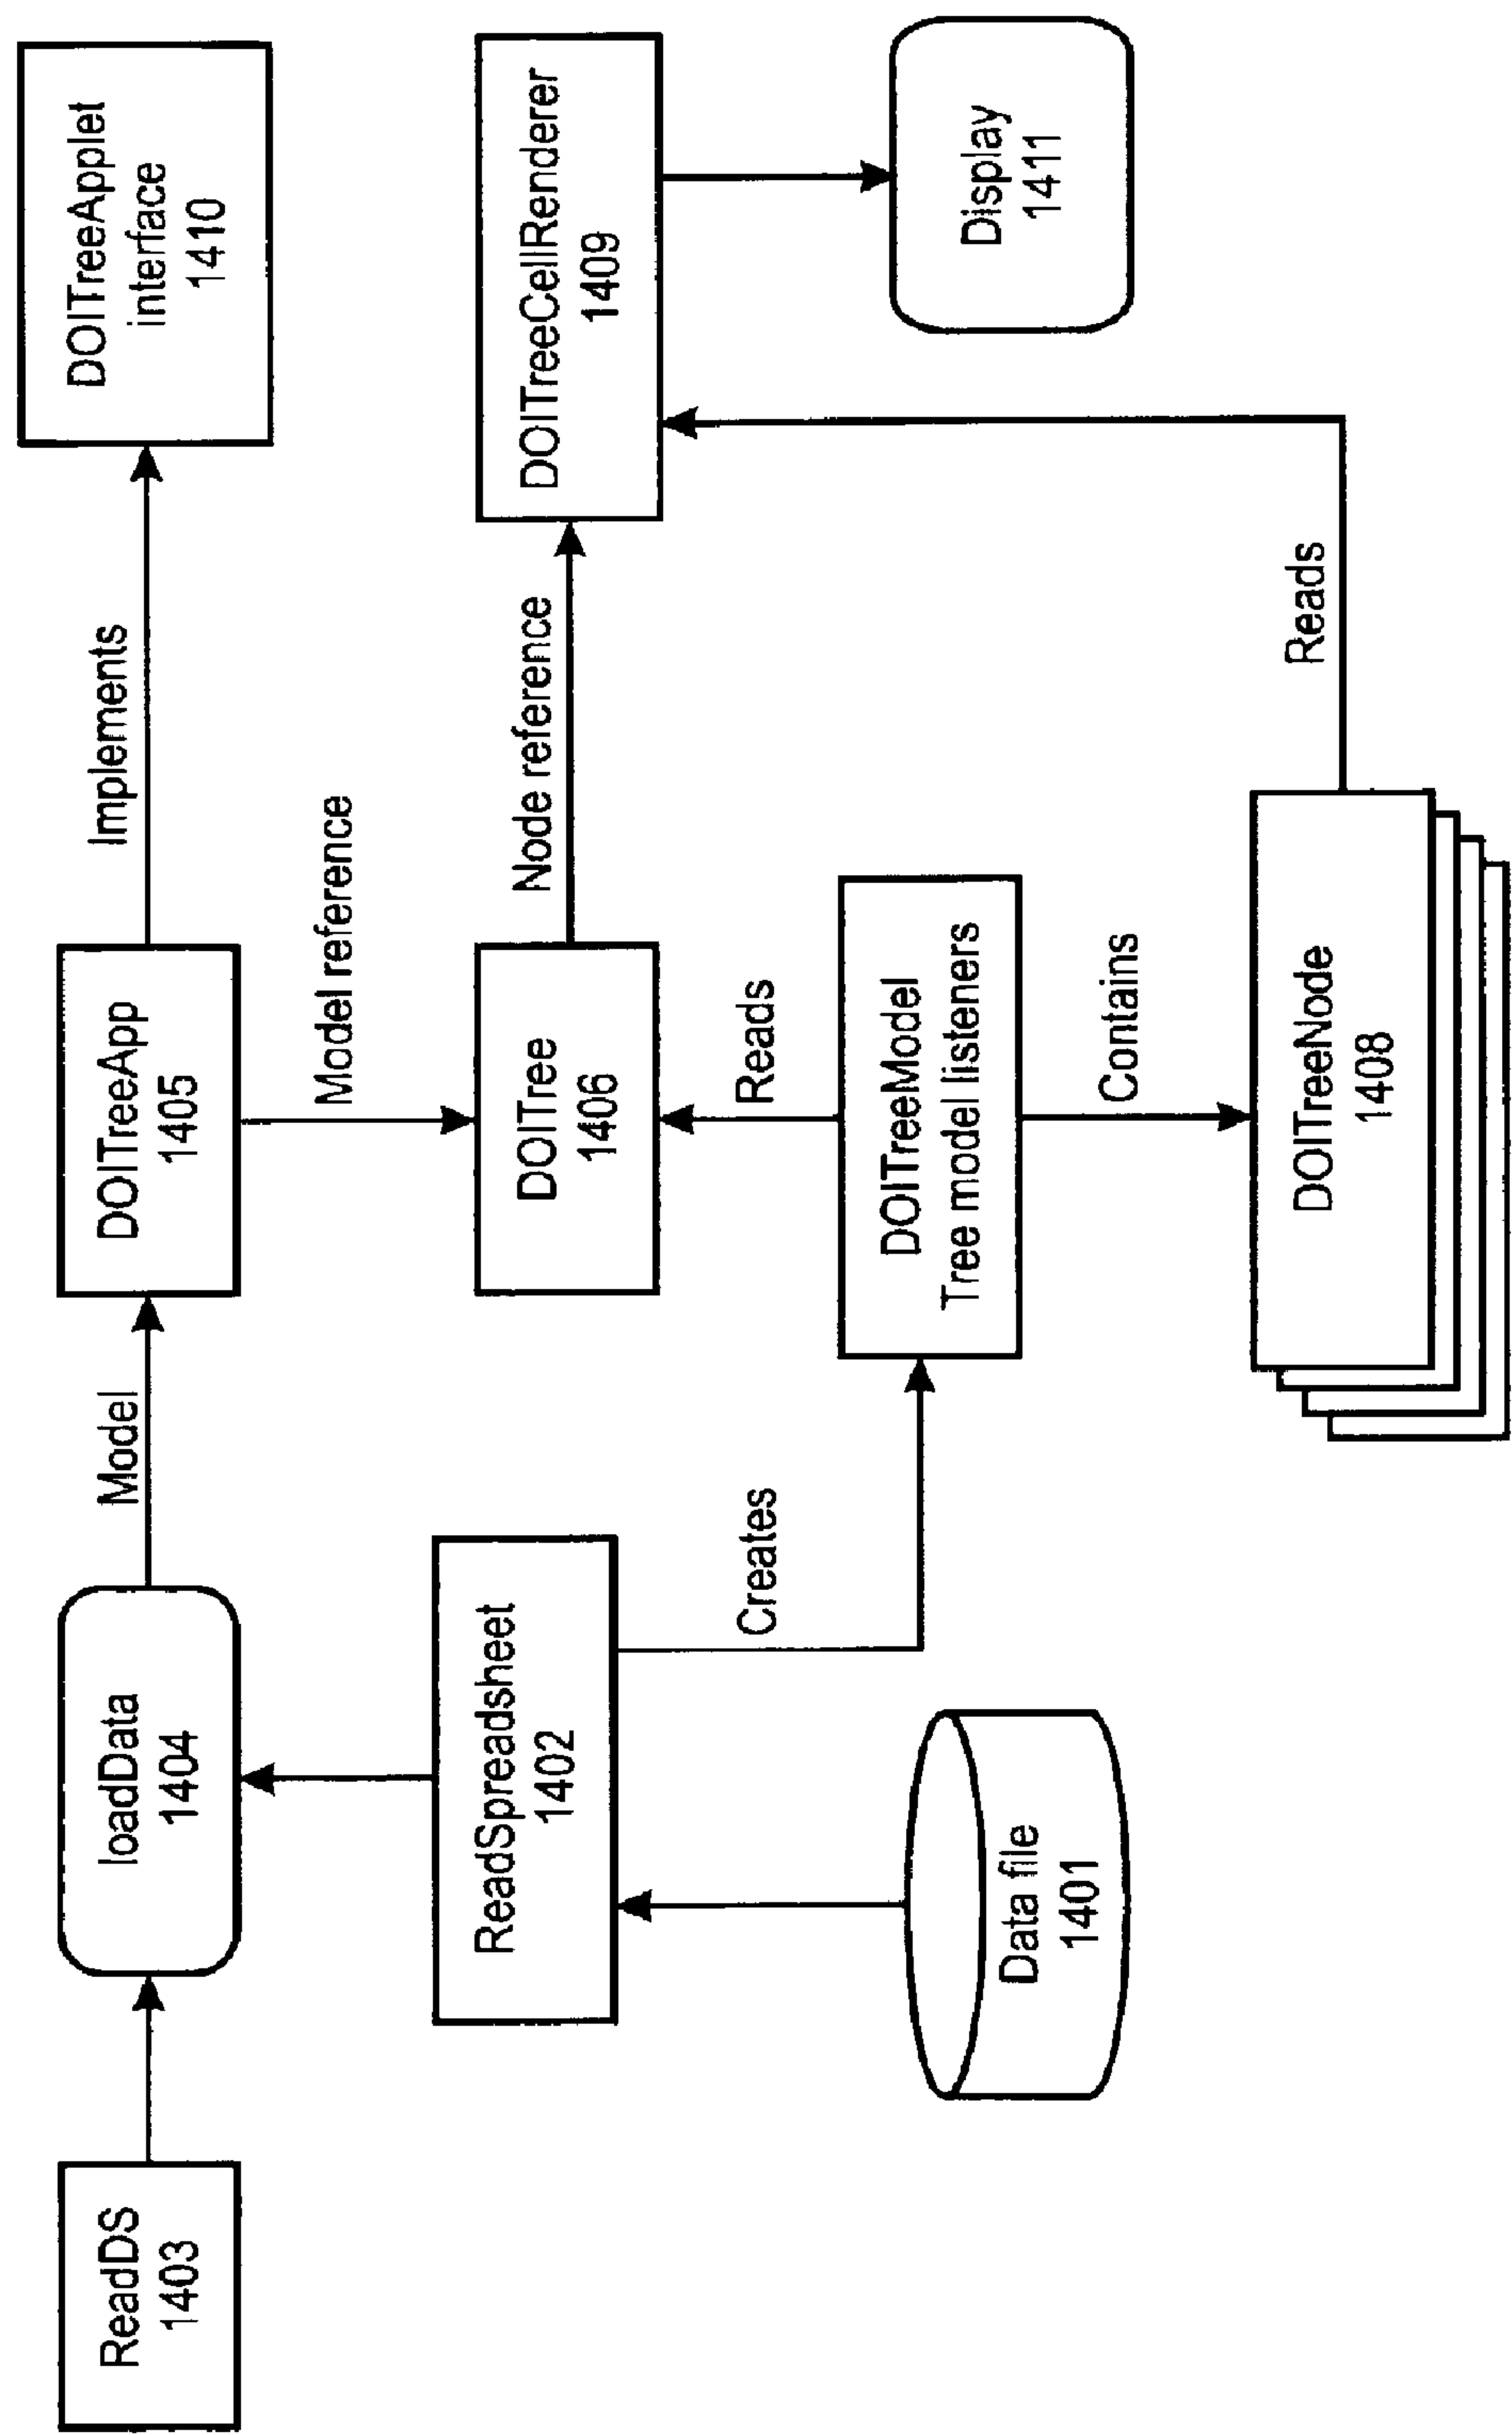 ReadDS
1403
loadData
1404
Model
DOITreeApp
1405
Implements
DOITreeApplet
interface
1410
Model reference
ReadSpreadsheet
1402
DOITree
1406
Node reference
DOITreeCellRenderer
1409
Creates
Reads
Data file
1401
DOITreeModel
Tree model listeners
Display
1411
Contains
DOITreeNode
1408
Reads